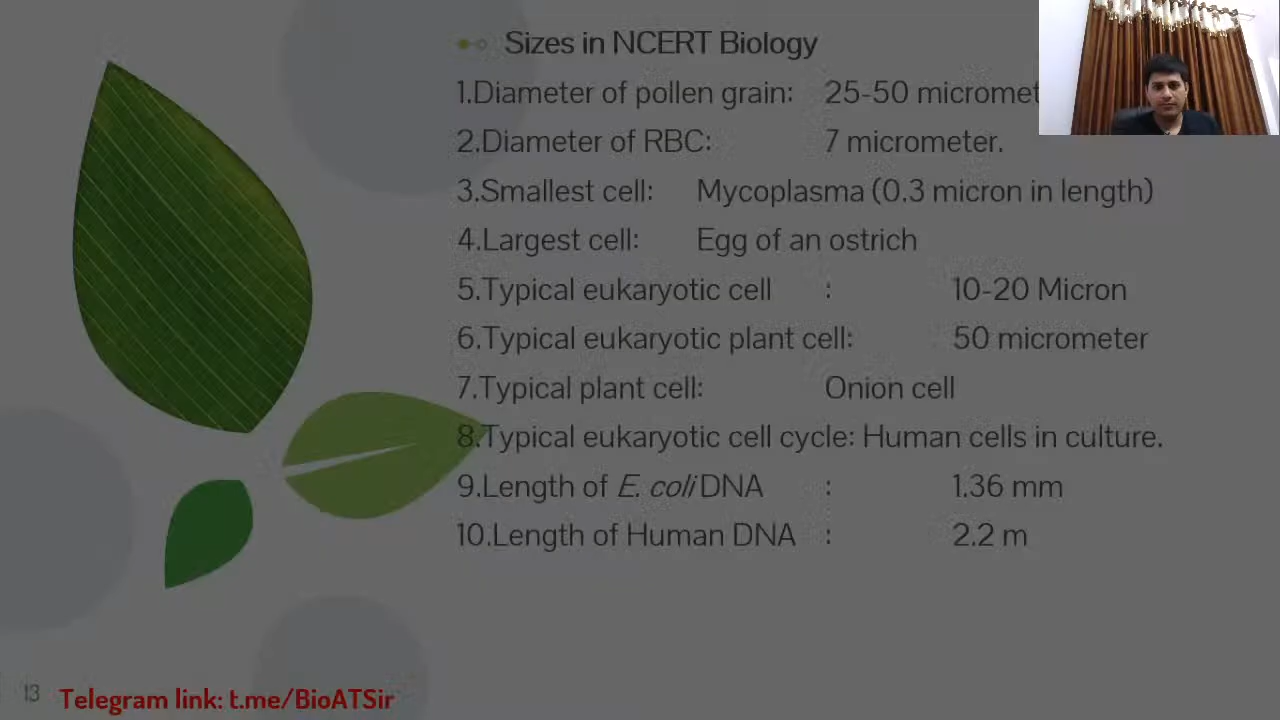 Sizes in NCERT Biology
1.Diameter of pollen grain: 25-50 micromet
2.Diameter of RBC: 7 micrometer.
3.Smallest cell: Mycoplasma (0.3 micron in length)
4.Largest cell: Egg of an ostrich
5.Typical eukaryotic cell : 10-20 Micron
6.Typical eukaryotic plant cell: 50 micrometer
7.Typical plant cell: Onion cell
8.Typical eukaryotic cell cycle: Human cells in culture.
9.Length of E. coli DNA : 1.36 mm
10.Length of Human DNA : 2.2 m
13 Telegram link: t.me/BioATSir